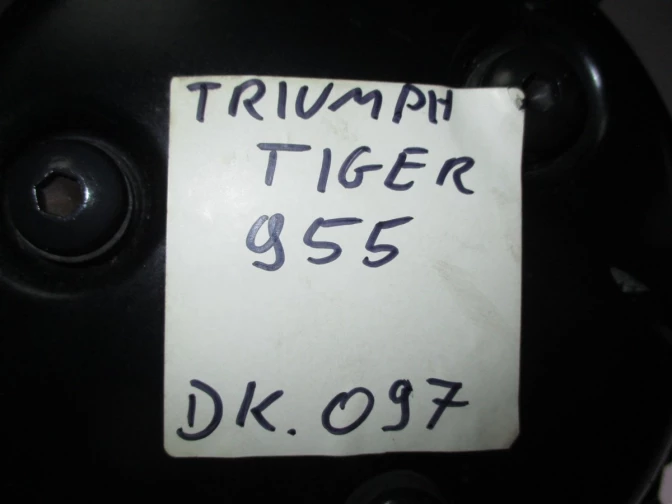 TRIUMPH
TIGER
955
DK. 097